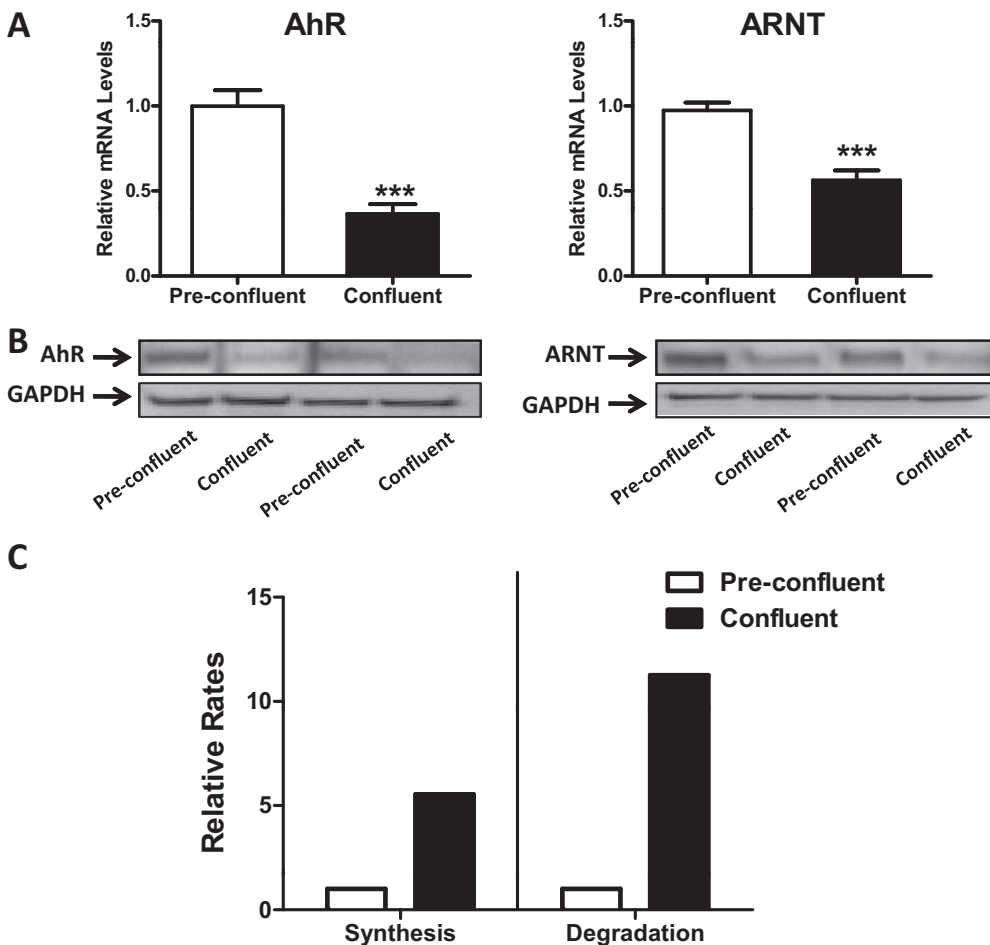 A
AhR
Relative mRNA Levels
1.5
1.0
0.5
0.0
***
Pre-confluent
Confluent
ARNT
Relative mRNA Levels
1.5
1.0
0.5
0.0
***
Pre-confluent
Confluent
B
AhR
GAPDH
Pre-confluent
Confluent
Pre-confluent
Confluent
ARNT
GAPDH
Pre-confluent
Confluent
Pre-confluent
Confluent
C
Pre-confluent
Confluent
Relative Rates
15
10
5
0
Synthesis
Degradation